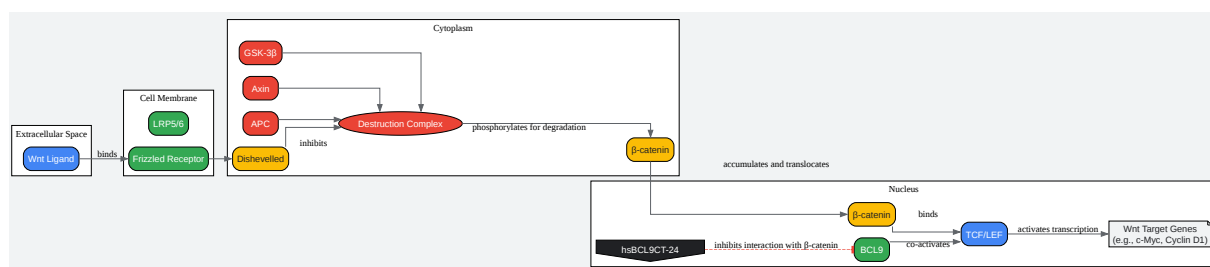 Extracellular Space
Wnt Ligand
binds
Cell Membrane
LRP5/6
Frizzled Receptor
Cytoplasm
GSK-3β
Axin
APC
Dishevelled
inhibits
Destruction Complex
phosphorylates for degradation
β-catenin
accumulates and translocates
Nucleus
β-catenin
binds
hsBCL9CT-24
inhibits interaction with β-catenin
BCL9
co-activates
TCF/LEF
activates transcription
Wnt Target Genes
(e.g., c-Myc, Cyclin D1)